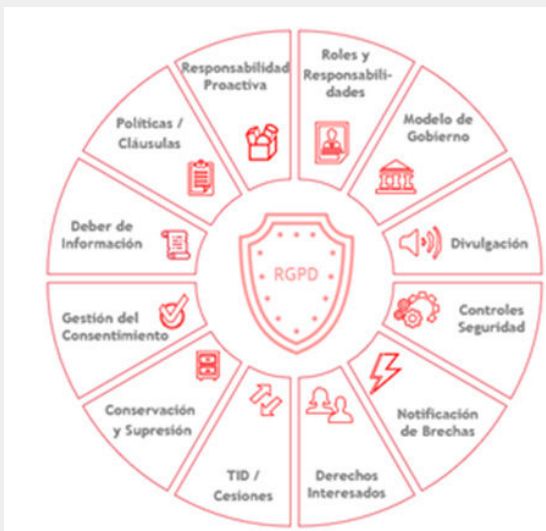 Responsabilidad
Proactiva
Roles y
Responsabili-
dades
Modelo de
Gobierno
Divulgación
Controles
Seguridad
Notificación
de Brechas
Derechos
Interesados
TID /
Cesiones
Conservación
y Supresión
Gestión del
Consentimiento
Deber de
Información
Políticas /
Cláusulas
RGPD